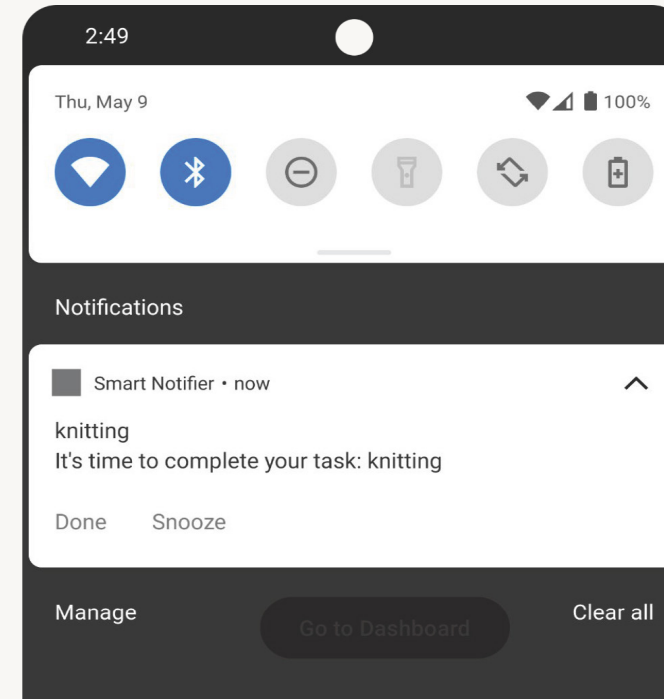 2:49
Thu, May 9
100%
Notifications
Smart Notifier • now
knitting
It's time to complete your task: knitting
Done Snooze
Manage Go to Dashboard Clear all